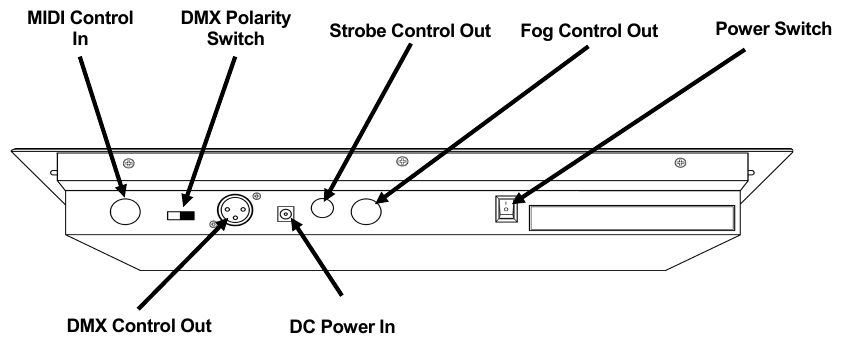 MIDI Control
In
DMX Polarity
Switch
Strobe Control Out
Fog Control Out
Power Switch
DMX Control Out
DC Power In